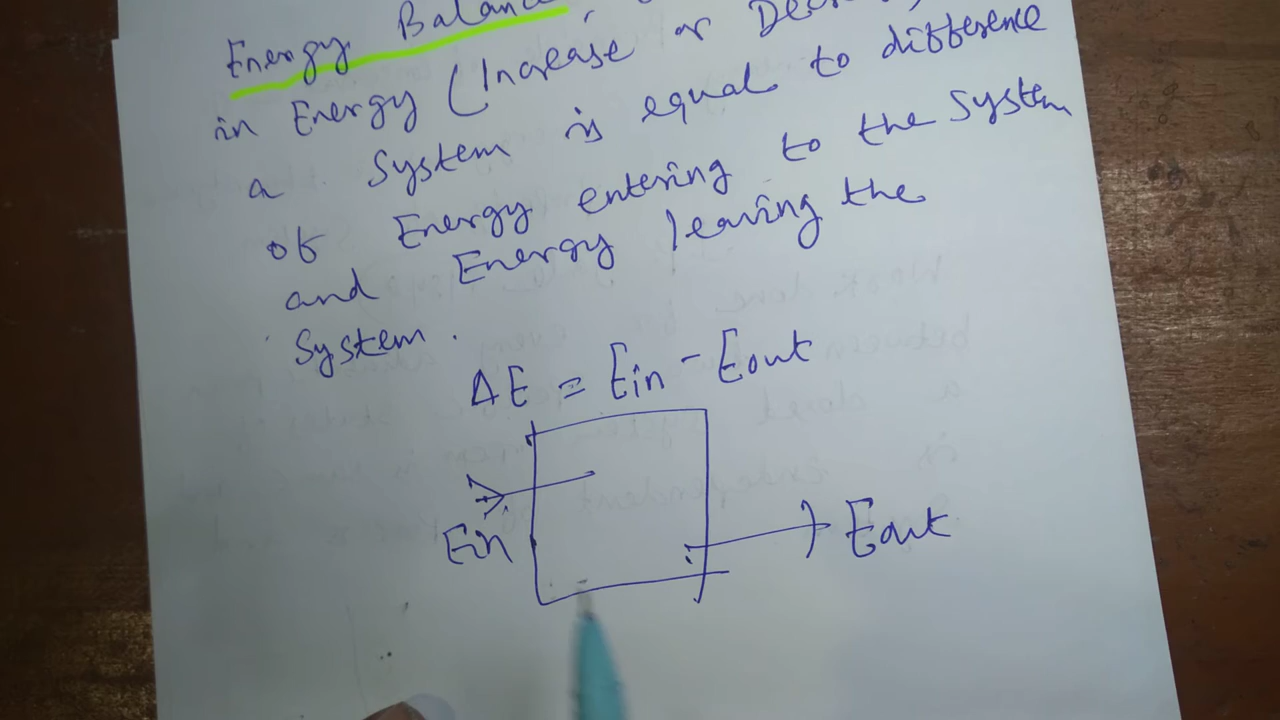 Energy Balance
in Energy (Increase or
a System is equal to difference
of Energy entering to the System
and Energy leaving the
System.
ΔE = Ein - Eout
Ein
Eout